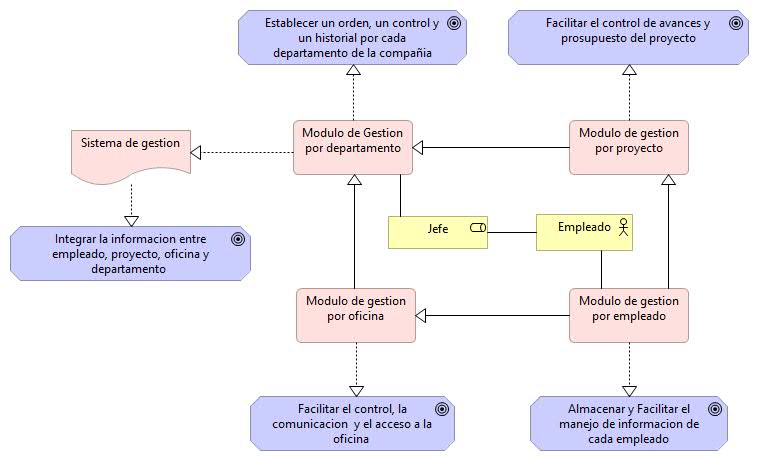 Establecer un orden, un control y
un historial por cada
departamento de la compañia
Facilitar el control de avances y
prosupuesto del proyecto
Sistema de gestion
Modulo de Gestion
por departamento
Modulo de gestion
por proyecto
Integrar la informacion entre
empleado, proyecto, oficina y
departamento
Jefe
Empleado
Modulo de gestion
por oficina
Modulo de gestion
por empleado
Facilitar el control, la
comunicacion y el acceso a la
oficina
Almacenar y Facilitar el
manejo de informacion de
cada empleado